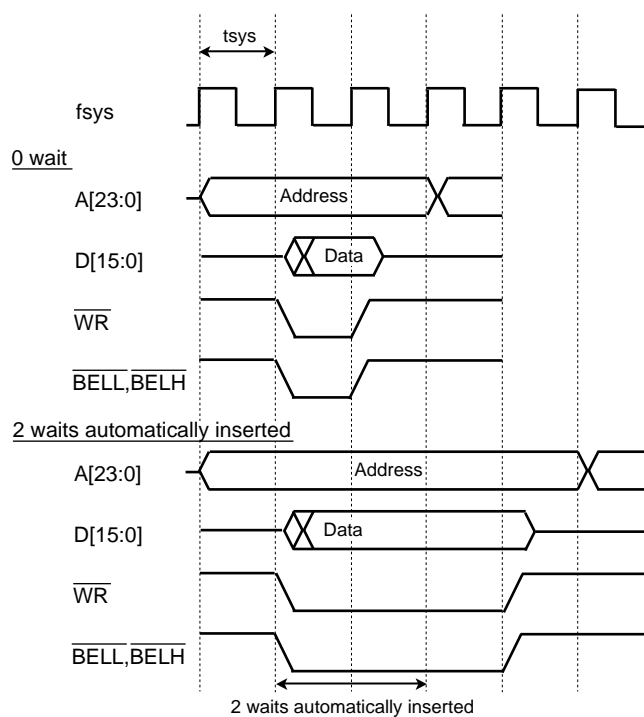 tsys
fsys
0 wait
A[23:0]
Address
D[15:0]
Data
WR
BELL,BELH
2 waits automatically inserted
A[23:0]
Address
D[15:0]
Data
WR
BELL,BELH
2 waits automatically inserted